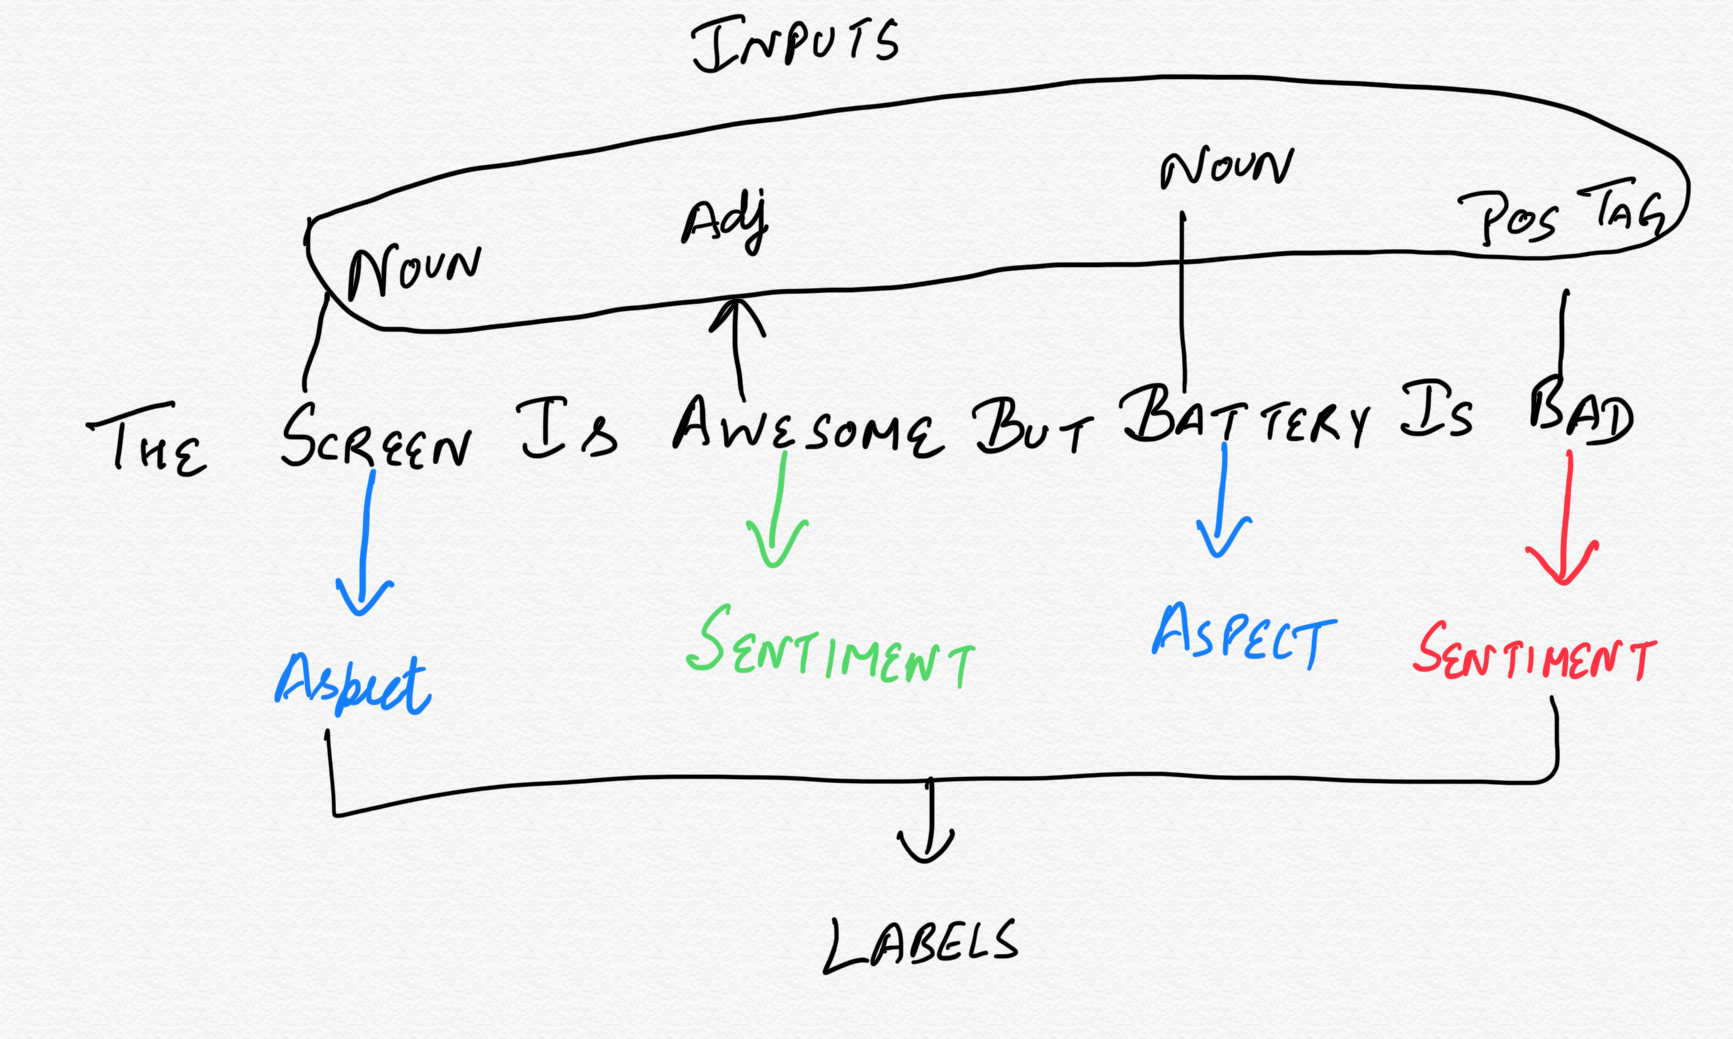 INPUTS
NOUN Adj NOUN POS TAG
THE SCREEN IS AWESOME BUT BATTERY IS BAD
Aspect SENTIMENT ASPECT SENTIMENT
LABELS